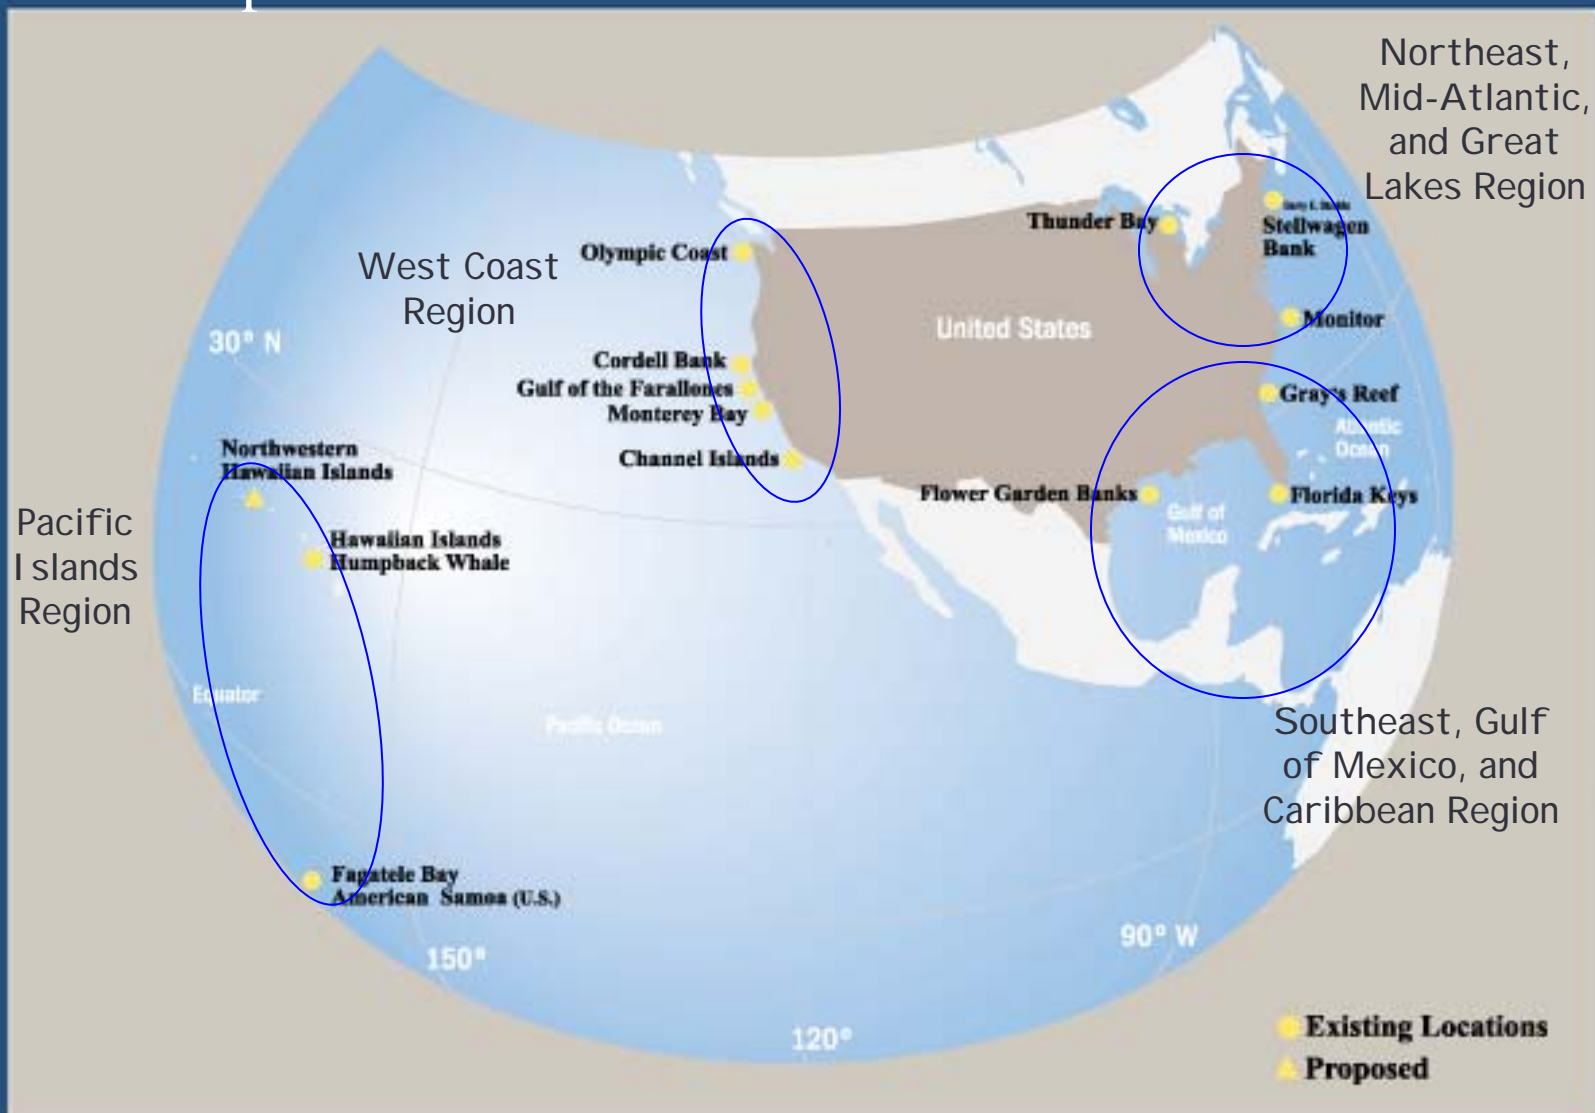 Northeast,
Mid-Atlantic,
and Great
Lakes Region
Thunder Bay
Stellwagen
Bank
Olympic Coast
West Coast
Region
United States
Monitor
30° N
Cordell Bank
Gulf of the Farallones
Monterey Bay
Gray's Reef
Atlantic
Ocean
Northwestern
Hawaiian Islands
Channel Islands
Flower Garden Banks
Florida Keys
Gulf of
Mexico
Pacific
Islands
Region
Hawaiian Islands
Humpback Whale
Equator
Pacific Ocean
Southeast, Gulf
of Mexico, and
Caribbean Region
Fagatele Bay
American Samoa (U.S.)
150°
90° W
120°
Existing Locations
Proposed